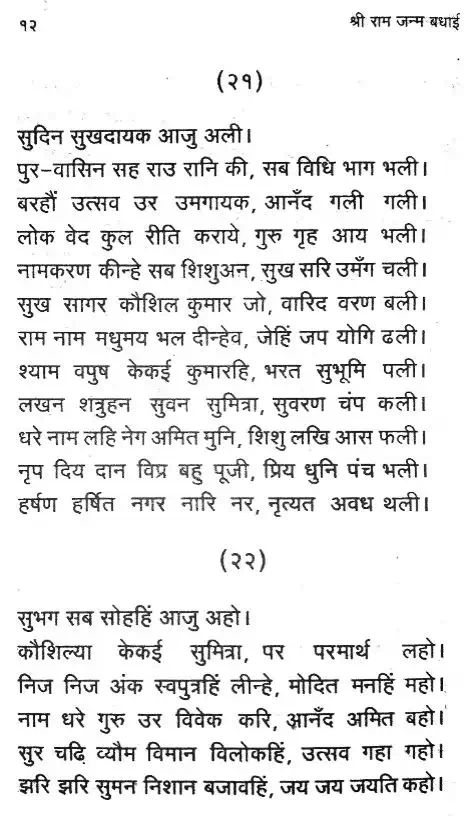 १२
श्री राम जन्म बधाई
(२१)
सुदिन सुखदायक आजु अली।
पुर-वासिन सह राउ रानि की, सब विधि भाग भली।
बरहौं उत्सव उर उमगायक, आनँद गली गली।
लोक वेद कुल रीति कराये, गुरु गृह आय भली।
नामकरण कीन्हे सब शिशुअन, सुख सरि उमँग चली।
सुख सागर कौशिल कुमार जो, वारिद वरण बली।
राम नाम मधुमय भल दीन्हेव, जेहिं जप योगि ढली।
श्याम वपुष केकई कुमारहि, भरत सुभूमि पली।
लखन शत्रुहन सुवन सुमित्रा, सुवरण चंप कली।
धरे नाम लहि नेग अमित मुनि, शिशु लखि आस फली।
नृप दिय दान विप्र बहु पूजी, प्रिय धुनि पंच भली।
हर्षण हर्षित नगर नारि नर, नृत्यत अवध थली।
(२२)
सुभग सब सोहहिं आजु अहो।
कौशिल्या केकई सुमित्रा, पर परमार्थ लहो।
निज निज अंक स्वपुत्रहिं लीन्हे, मोदित मनहिं महो।
नाम धरे गुरु उर विवेक करि, आनँद अमित बहो।
सुर चढ़ि व्यौम विमान विलोकहिं, उत्सव गहा गहो।
झरि झरि सुमन निशान बजावहिं, जय जय जयति कहो।